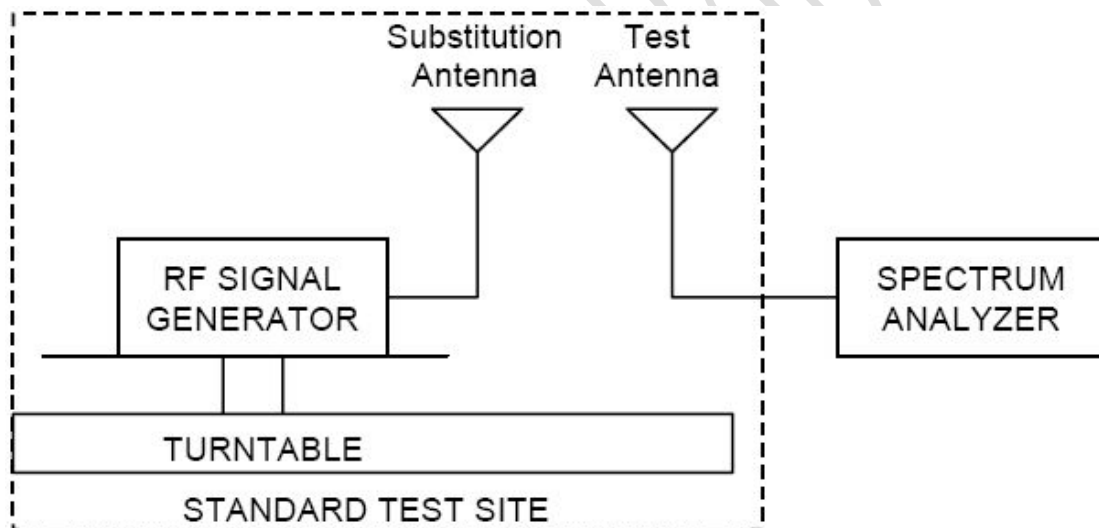 Substitution
Antenna
Test
Antenna
RF SIGNAL
GENERATOR
SPECTRUM
ANALYZER
TURNTABLE
STANDARD TEST SITE